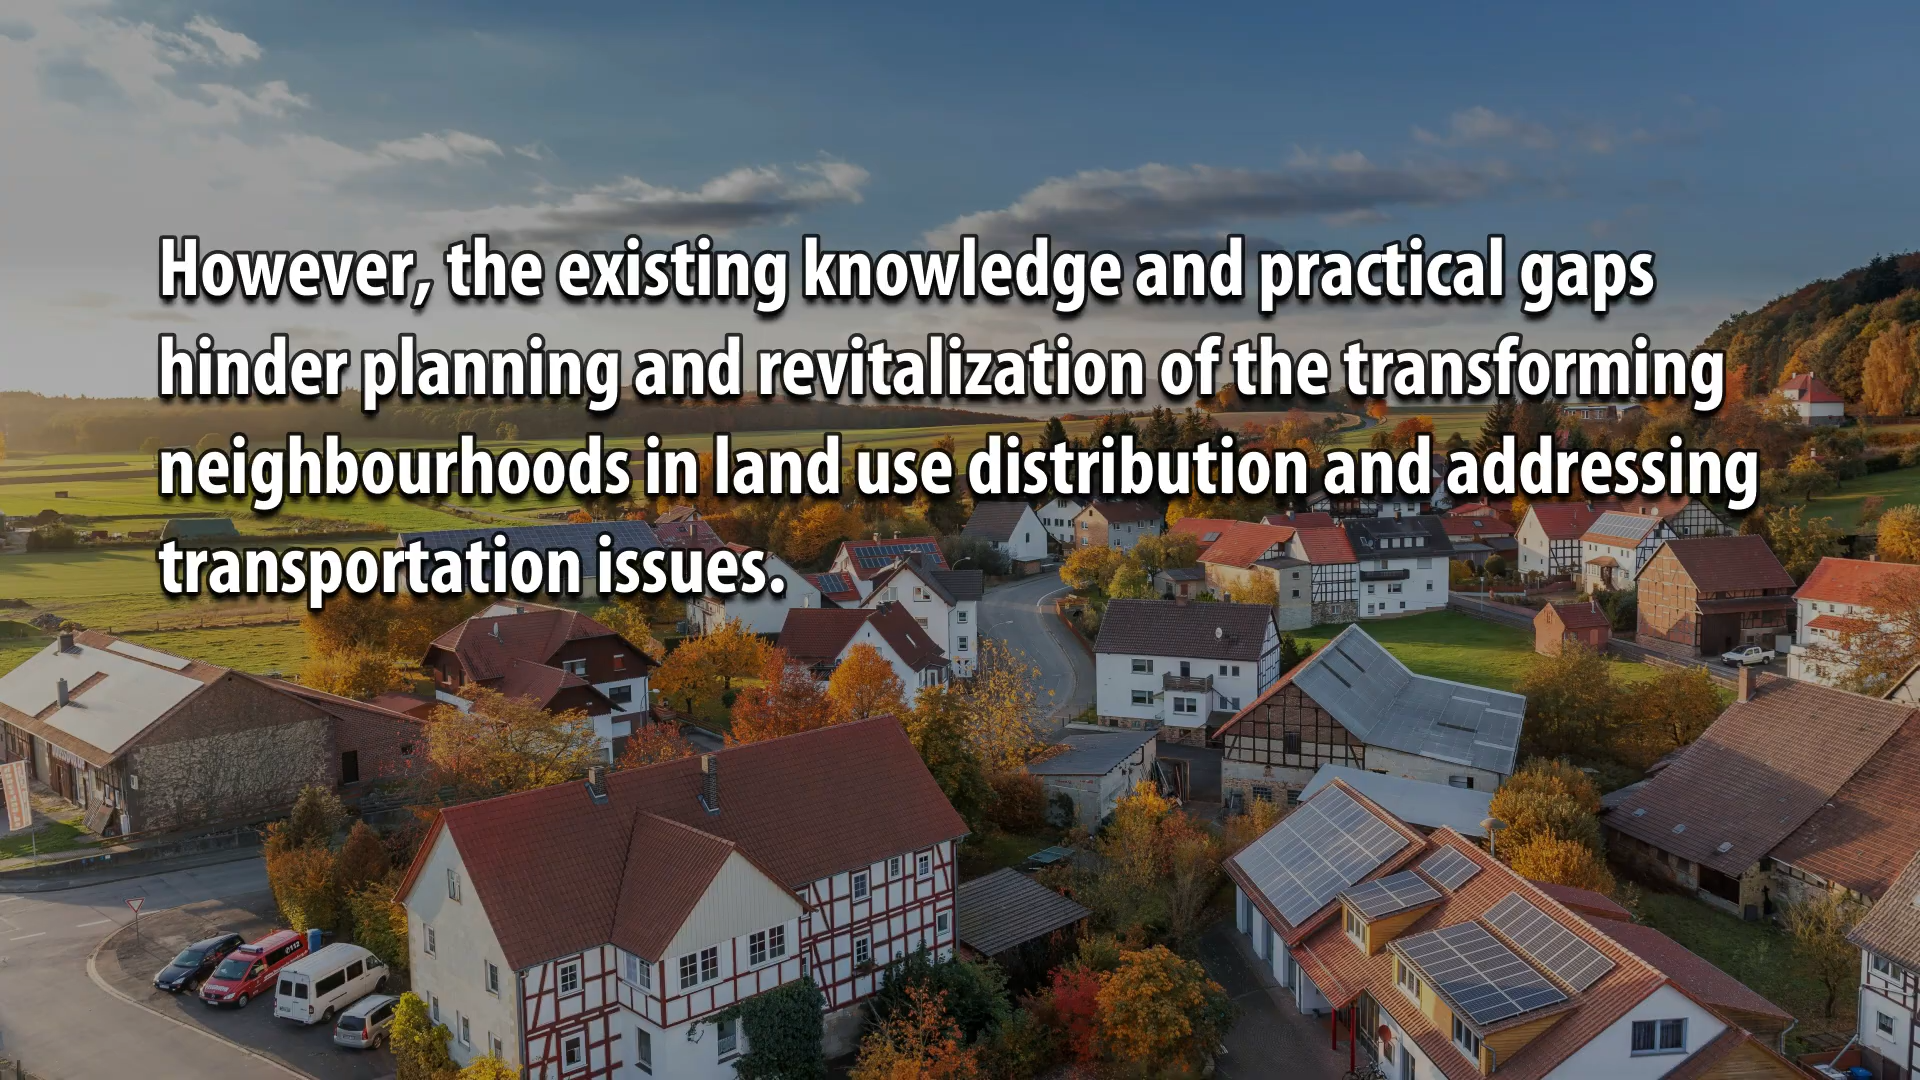 However, the existing knowledge and practical gaps
hinder planning and revitalization of the transforming
neighbourhoods in land use distribution and addressing
transportation issues.
112